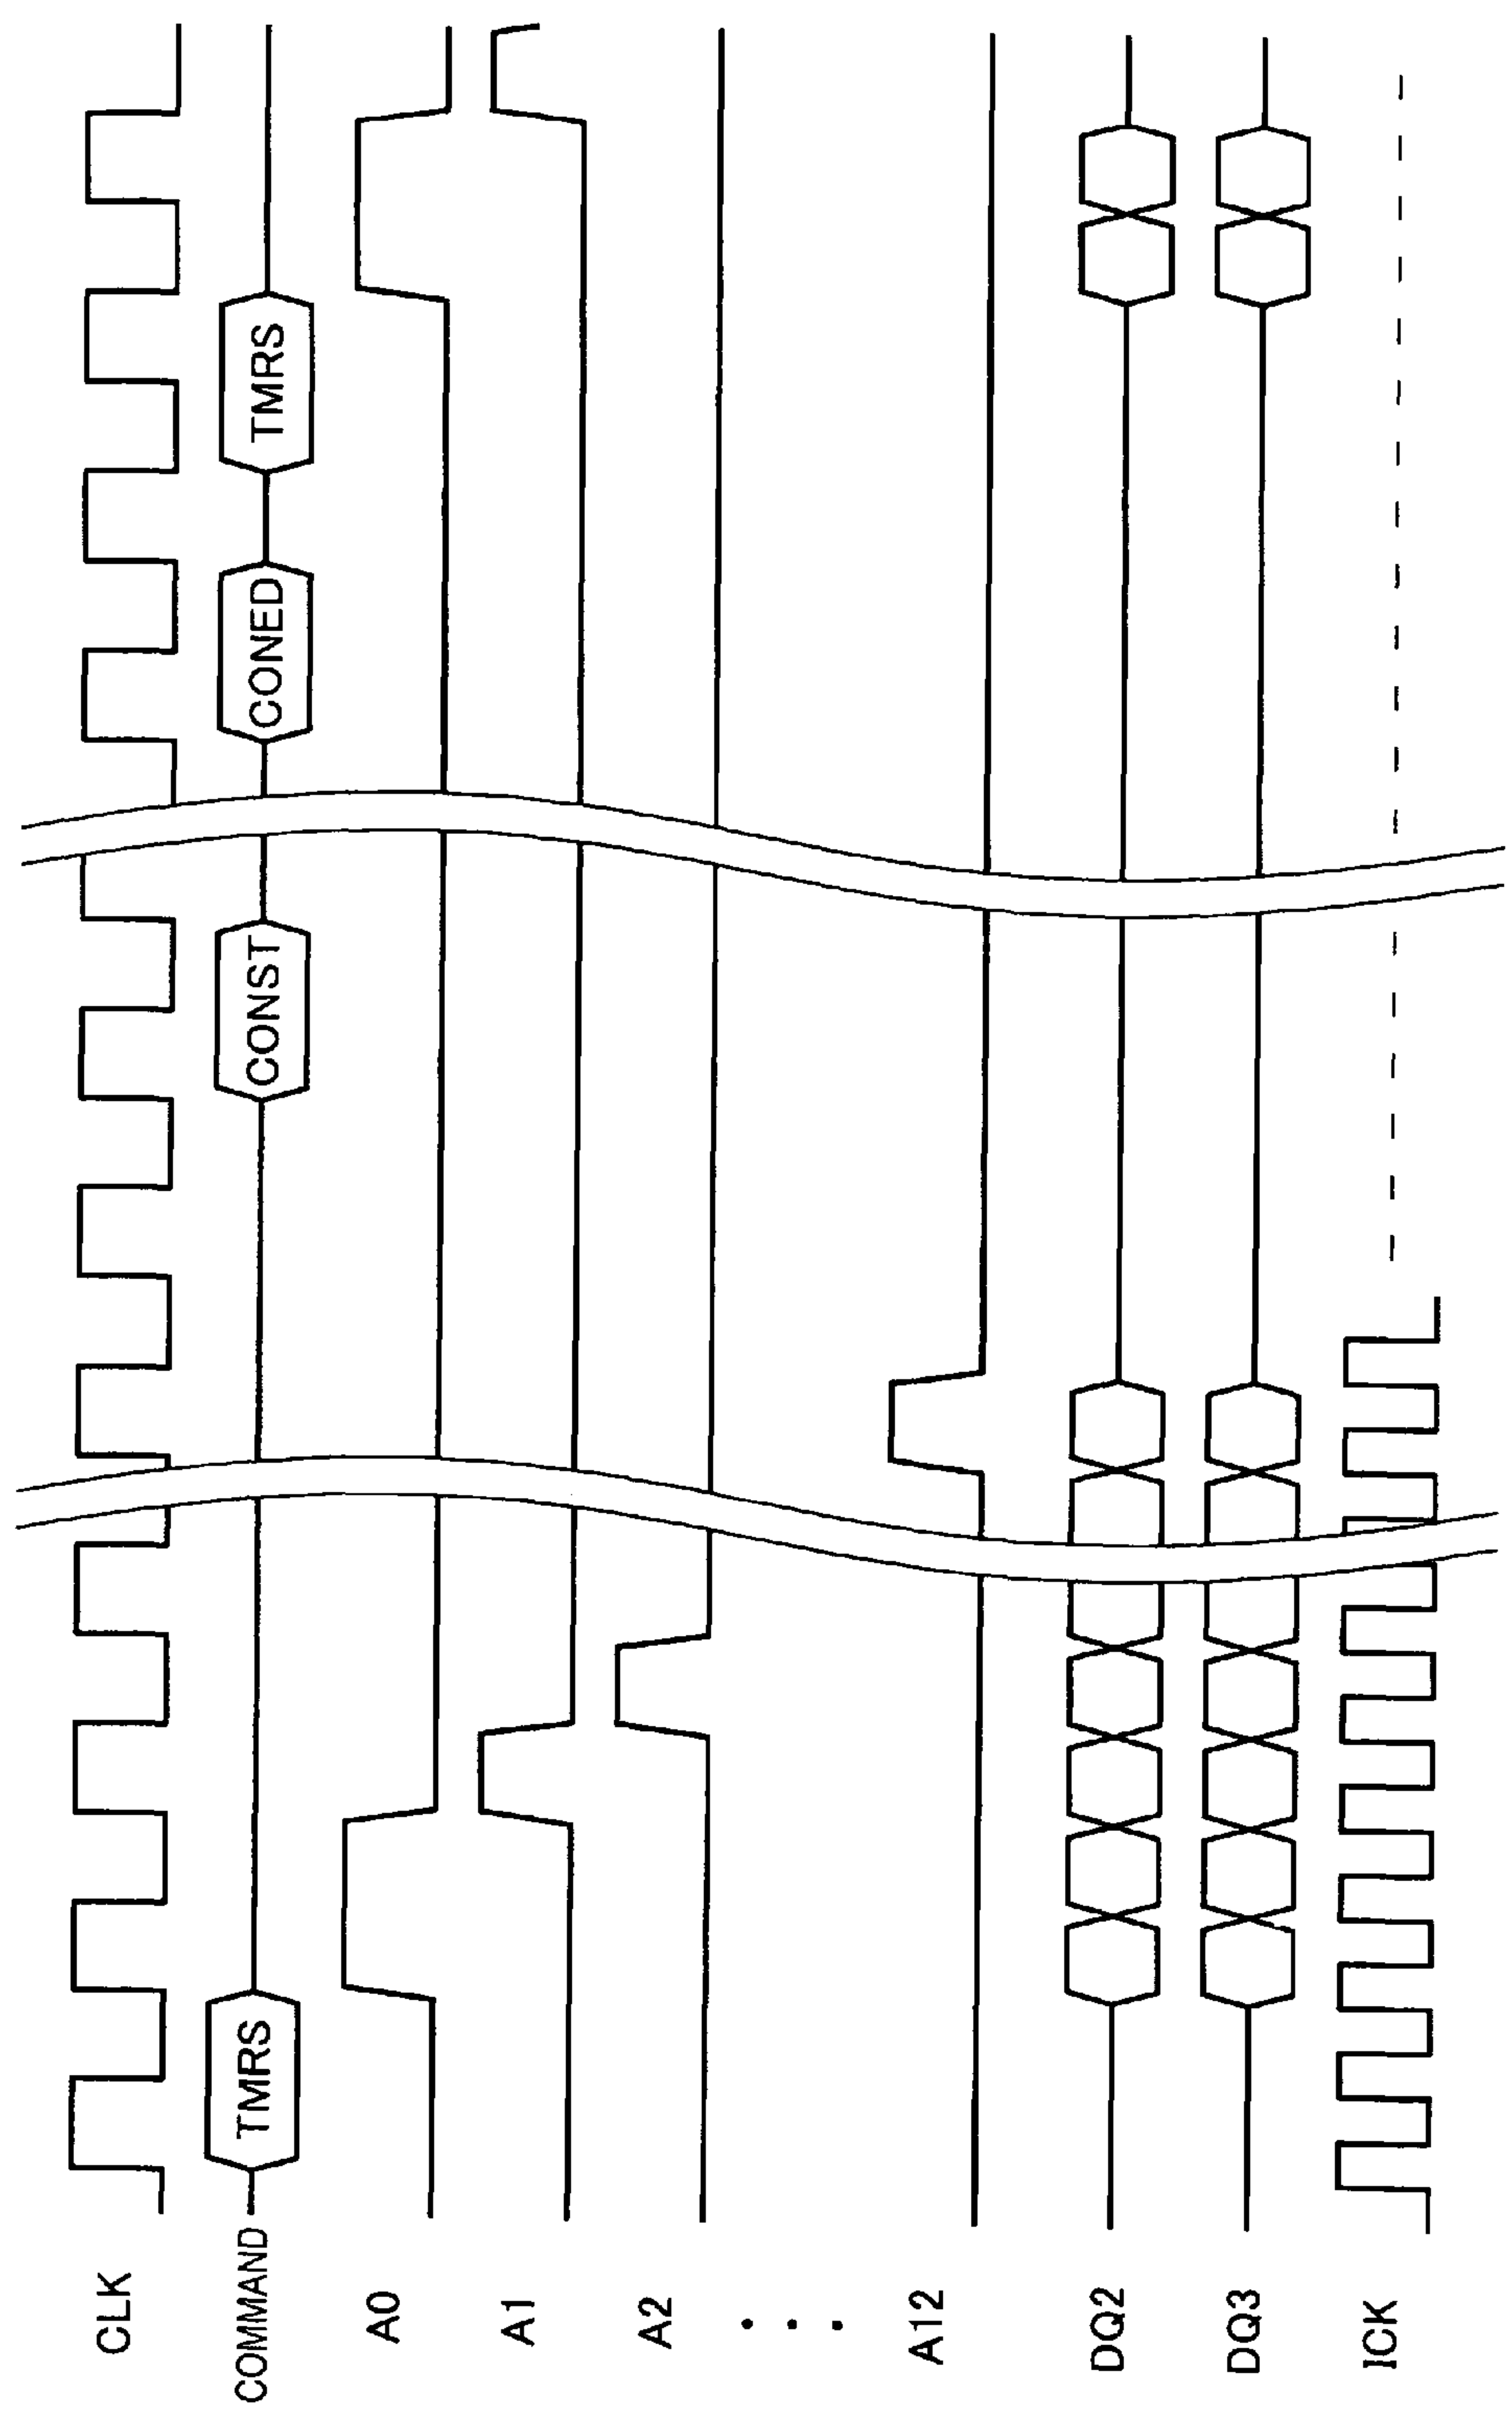 CLK
COMMAND TMRS CONST CONED TMRS
A0
A1
A2
A12
DQ2
DQ3
ICK